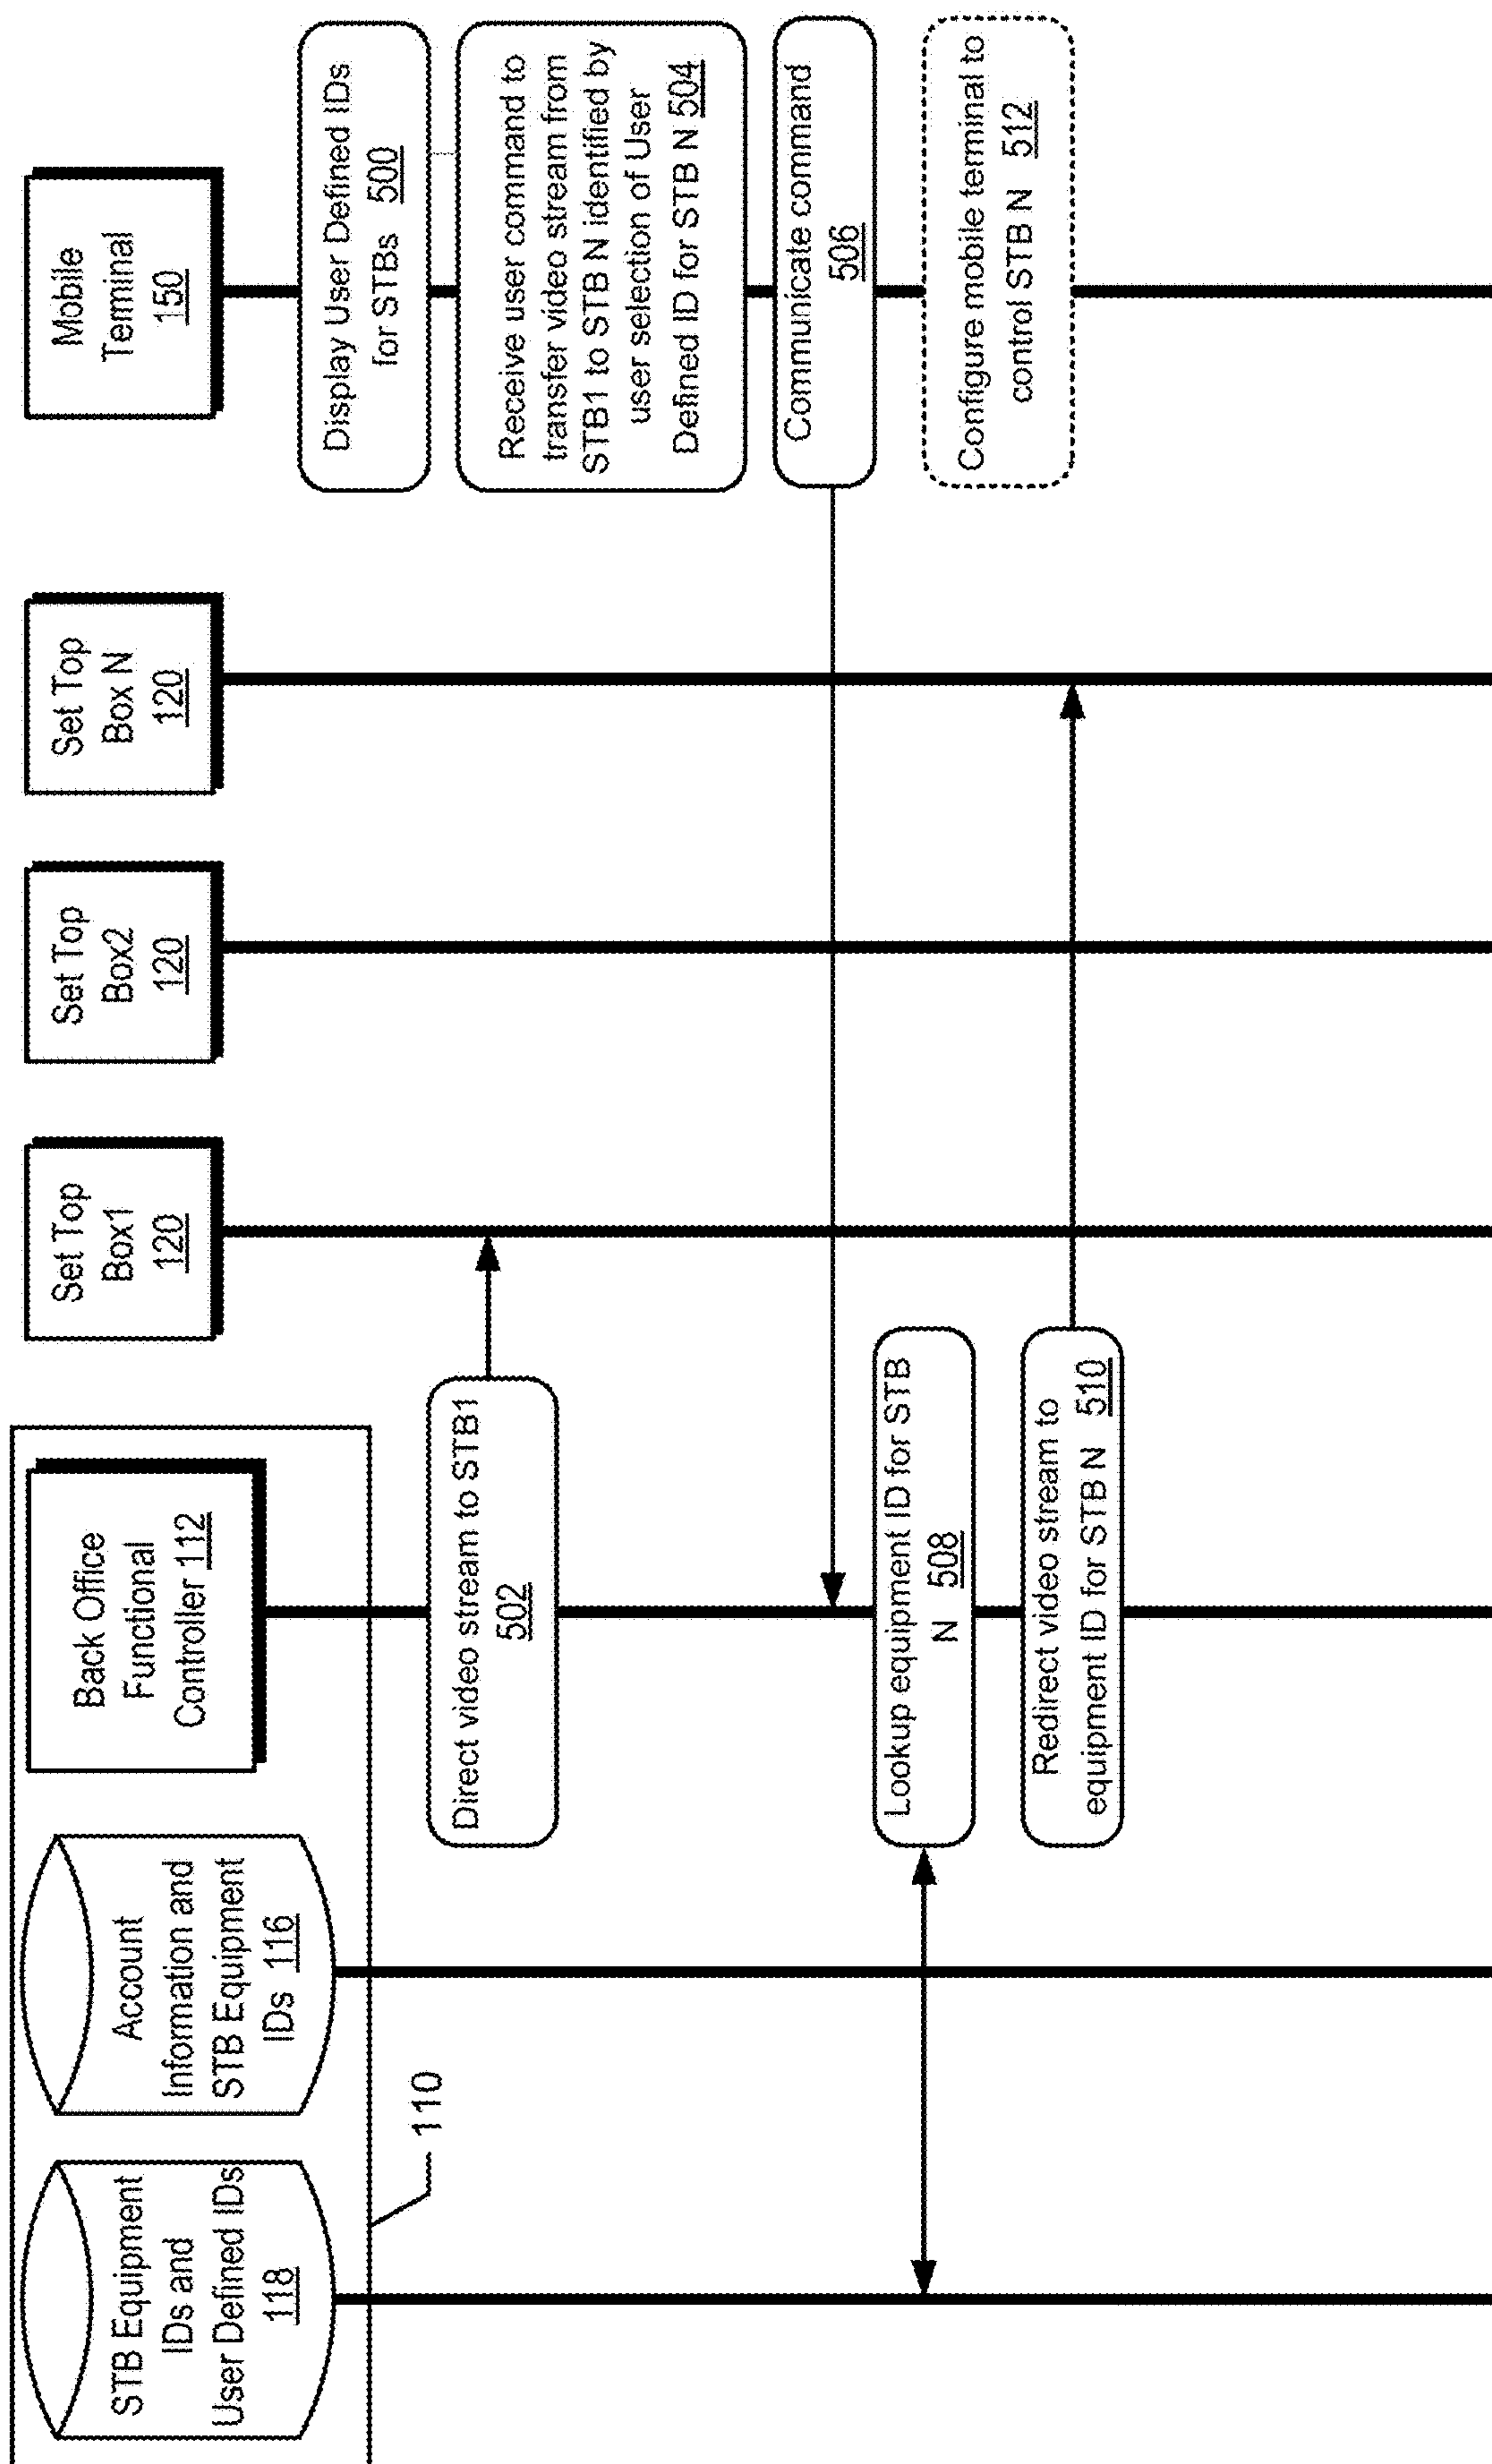 STB Equipment
IDs and
User Defined IDs
118
Account
Information and
STB Equipment
IDs 116
Back Office
Functional
Controller 112
Set Top
Box1
120
Set Top
Box2
120
Set Top
Box N
120
Mobile
Terminal
150
110
Display User Defined IDs
for STBs 500
Direct video stream to STB1
502
Receive user command to
transfer video stream from
STB1 to STB N identified by
user selection of User
Defined ID for STB N 504
Communicate command
506
Lookup equipment ID for STB
N 508
Redirect video stream to
equipment ID for STB N 510
Configure mobile terminal to
control STB N 512